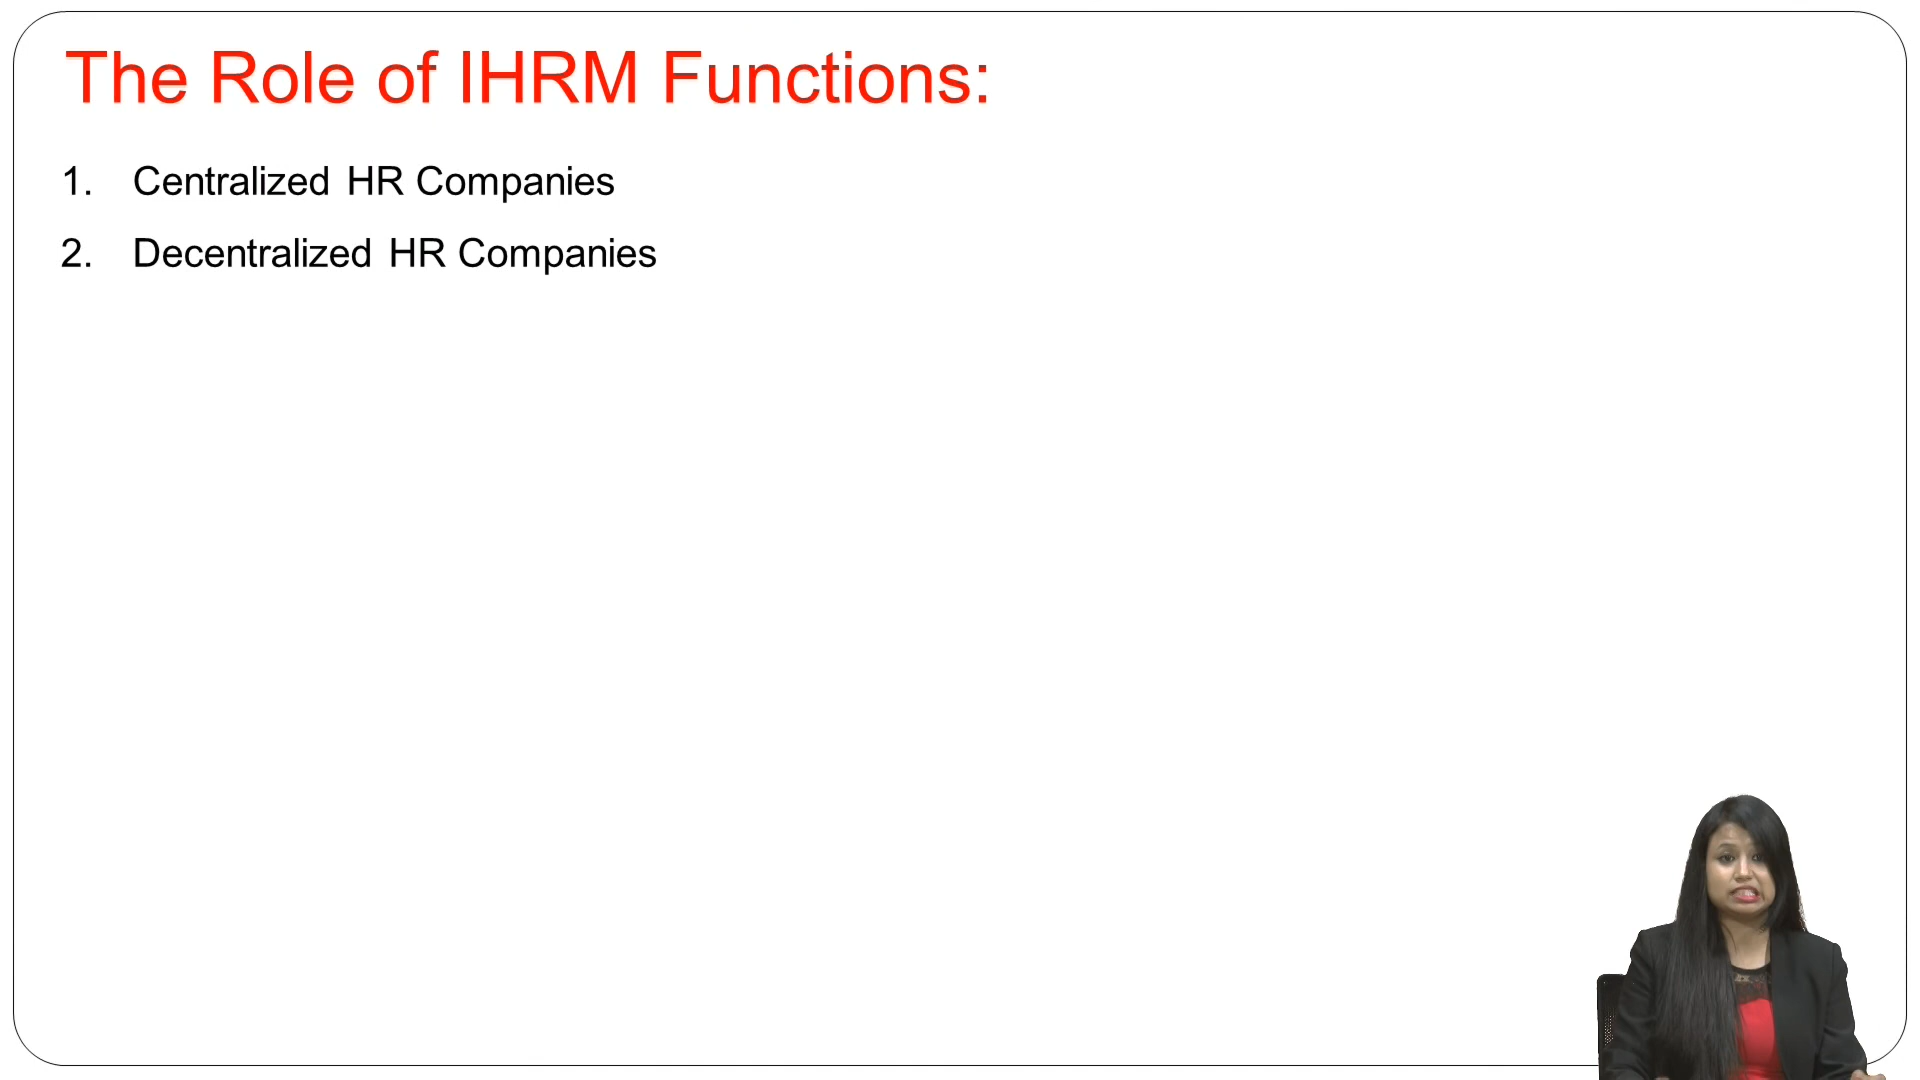 The Role of IHRM Functions:
1. Centralized HR Companies
2. Decentralized HR Companies